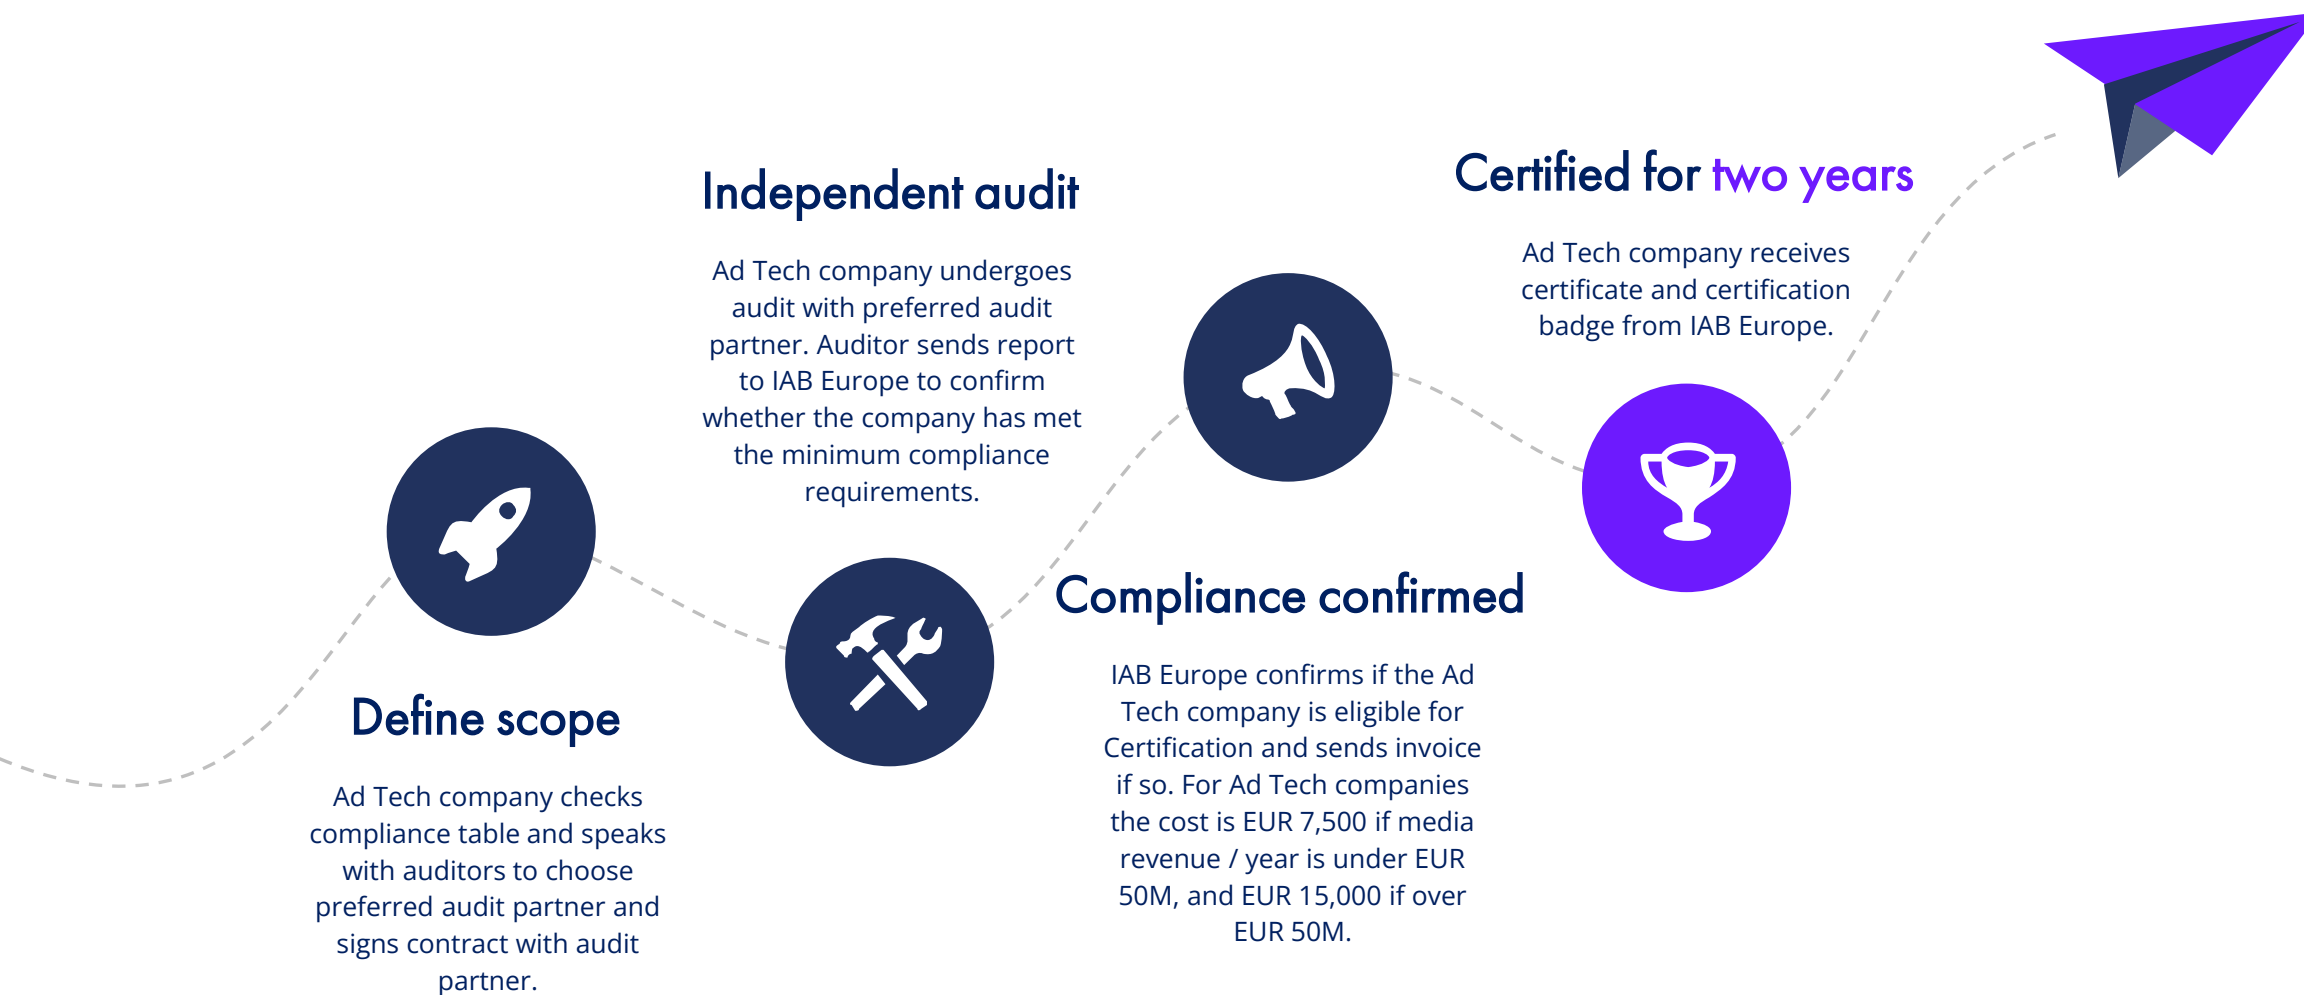 Define scope
Ad Tech company checks
compliance table and speaks
with auditors to choose
preferred audit partner and
signs contract with audit
partner.
Independent audit
Ad Tech company undergoes
audit with preferred audit
partner. Auditor sends report
to IAB Europe to confirm
whether the company has met
the minimum compliance
requirements.
Compliance confirmed
IAB Europe confirms if the Ad
Tech company is eligible for
Certification and sends invoice
if so. For Ad Tech companies
the cost is EUR 7,500 if media
revenue / year is under EUR
50M, and EUR 15,000 if over
EUR 50M.
Certified for two years
Ad Tech company receives
certificate and certification
badge from IAB Europe.